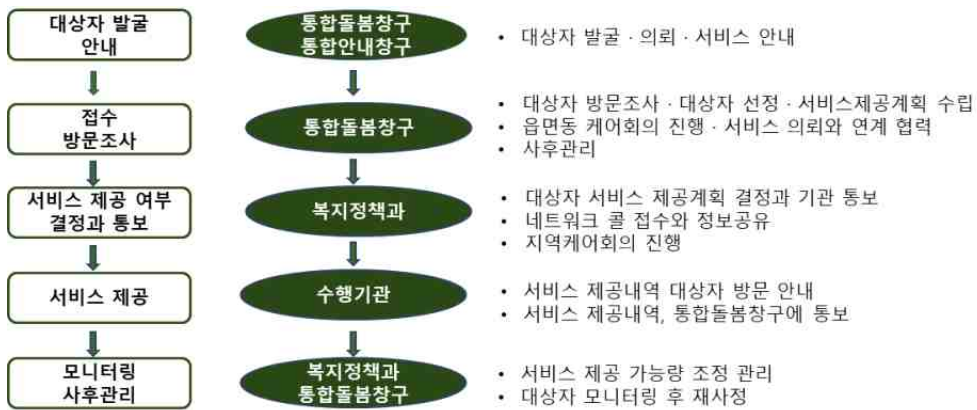 대상자 발굴
안내
통합돌봄창구
통합안내창구
• 대상자 발굴 · 의뢰 · 서비스 안내
접수
방문조사
통합돌봄창구
• 대상자 방문조사 · 대상자 선정 · 서비스제공계획 수립
• 읍면동 케어회의 진행 · 서비스 의뢰와 연계 협력
• 사후관리
서비스 제공 여부
결정과 통보
복지정책과
• 대상자 서비스 제공계획 결정과 기관 통보
• 네트워크 콜 접수와 정보공유
• 지역케어회의 진행
서비스 제공
수행기관
• 서비스 제공내역 대상자 방문 안내
• 서비스 제공내역, 통합돌봄창구에 통보
모니터링
사후관리
복지정책과
통합돌봄창구
• 서비스 제공 가능량 조정 관리
• 대상자 모니터링 후 재사정